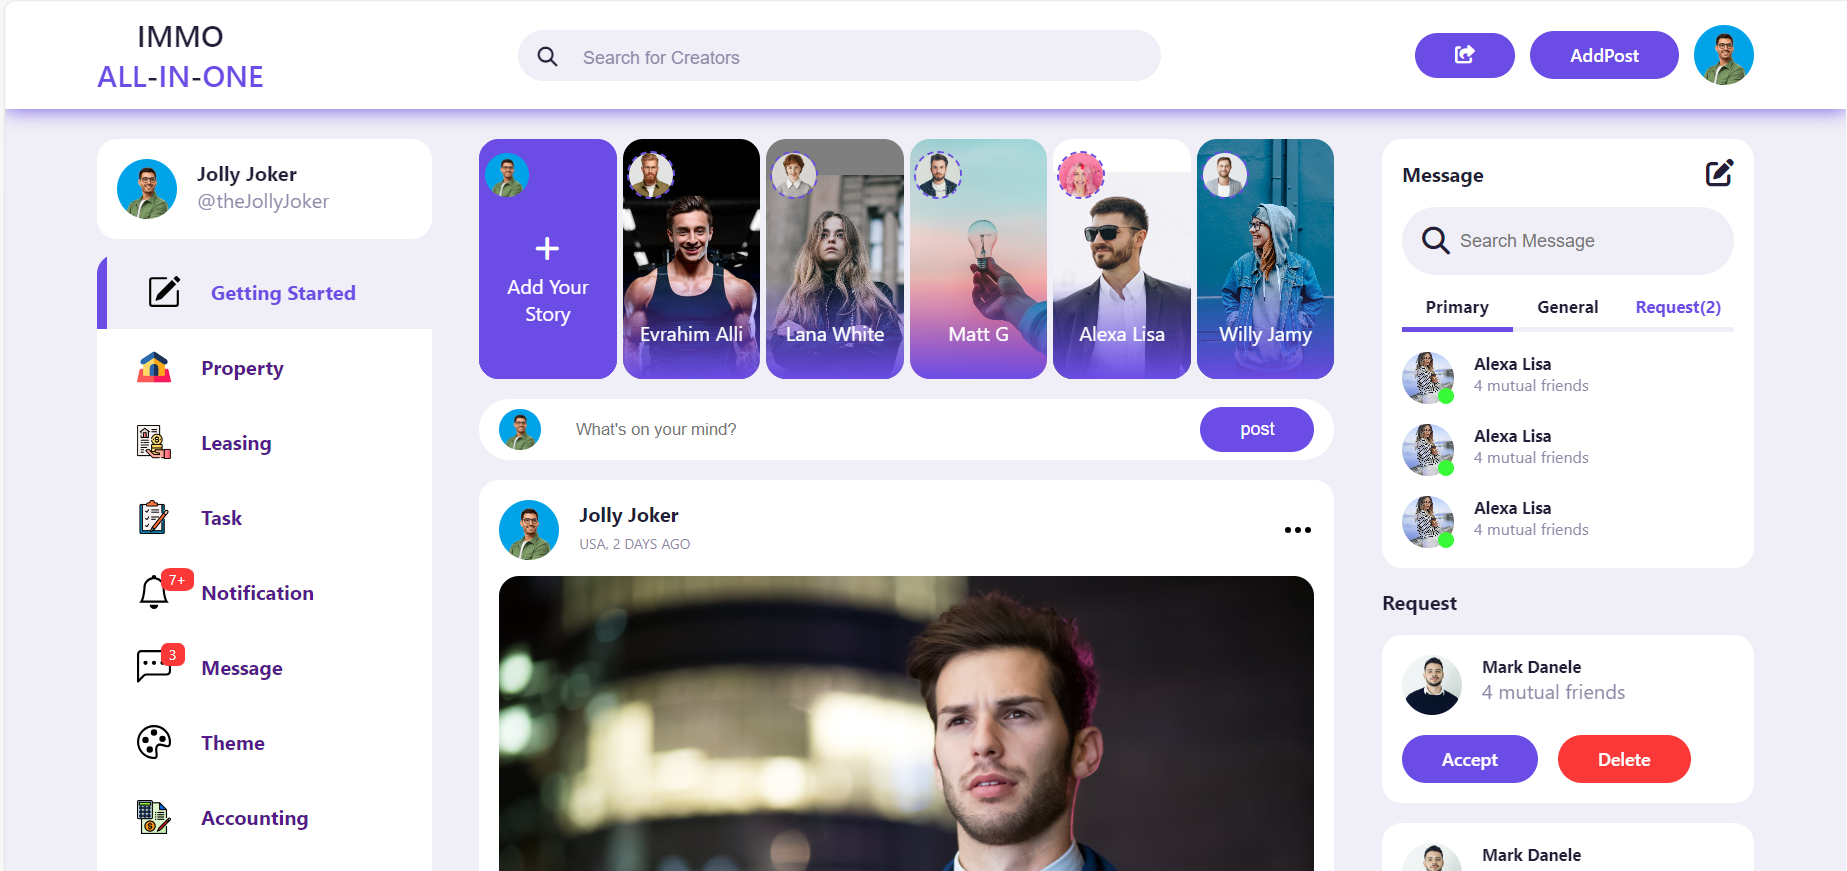 IMMO
ALL-IN-ONE
Search for Creators
AddPost
Jolly Joker
@theJollyJoker
Getting Started
Property
Leasing
Task
7+
Notification
3
Message
Theme
Accounting
Add Your
Story
Evrahim Alli
Lana White
Matt G
Alexa Lisa
Willy Jamy
What's on your mind?
post
Jolly Joker
USA, 2 DAYS AGO
Message
Search Message
Primary
General
Request(2)
Alexa Lisa
4 mutual friends
Alexa Lisa
4 mutual friends
Alexa Lisa
4 mutual friends
Request
Mark Danele
4 mutual friends
Accept
Delete
Mark Danele